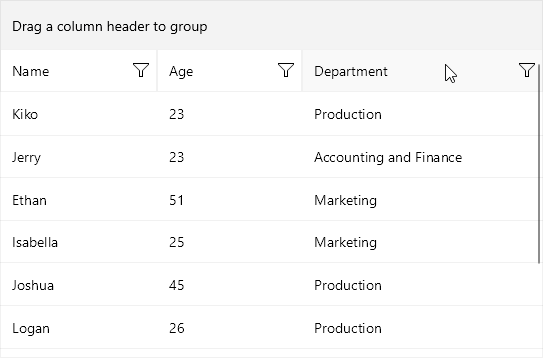 Drag a column header to group
Name Age Department
Kiko 23 Production
Jerry 23 Accounting and Finance
Ethan 51 Marketing
Isabella 25 Marketing
Joshua 45 Production
Logan 26 Production